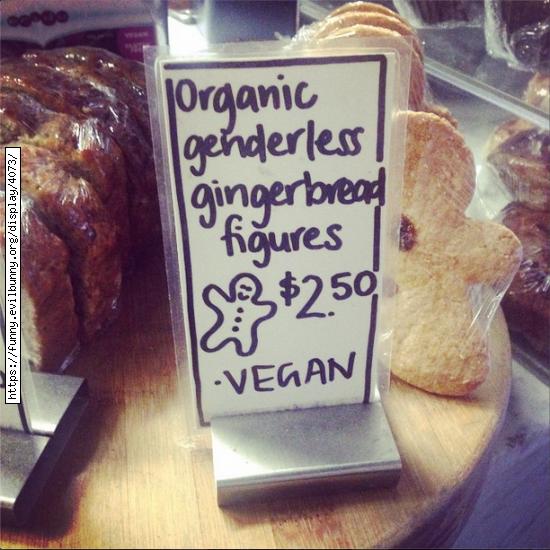 Organic
genderless
gingerbread
figures
$2.50
·VEGAN
https://funny.evilbunny.org/display/4073/